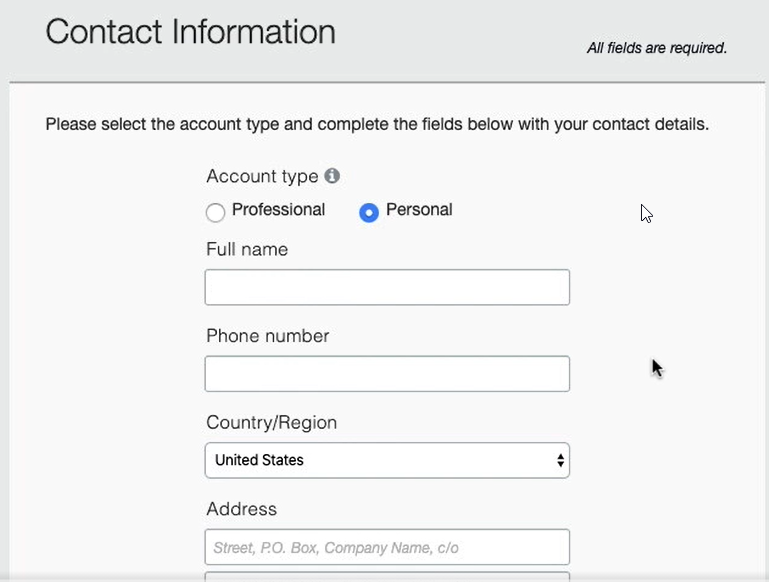 Contact Information
All fields are required.
Please select the account type and complete the fields below with your contact details.
Account type
Professional Personal
Full name
Phone number
Country/Region
United States
Address
Street, P.O. Box, Company Name, c/o